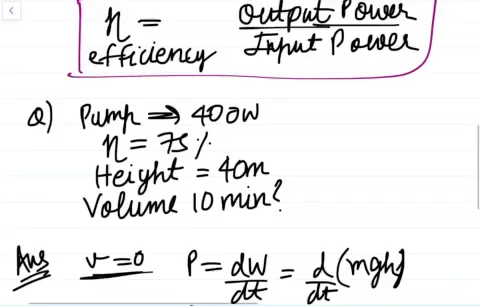 η = Output Power
efficiency Input Power
Q) Pump ⇒ 400W
η = 75%
Height = 40m
Volume 10 min?
Ans v=0 P = dW/dt = d/dt (mgh)